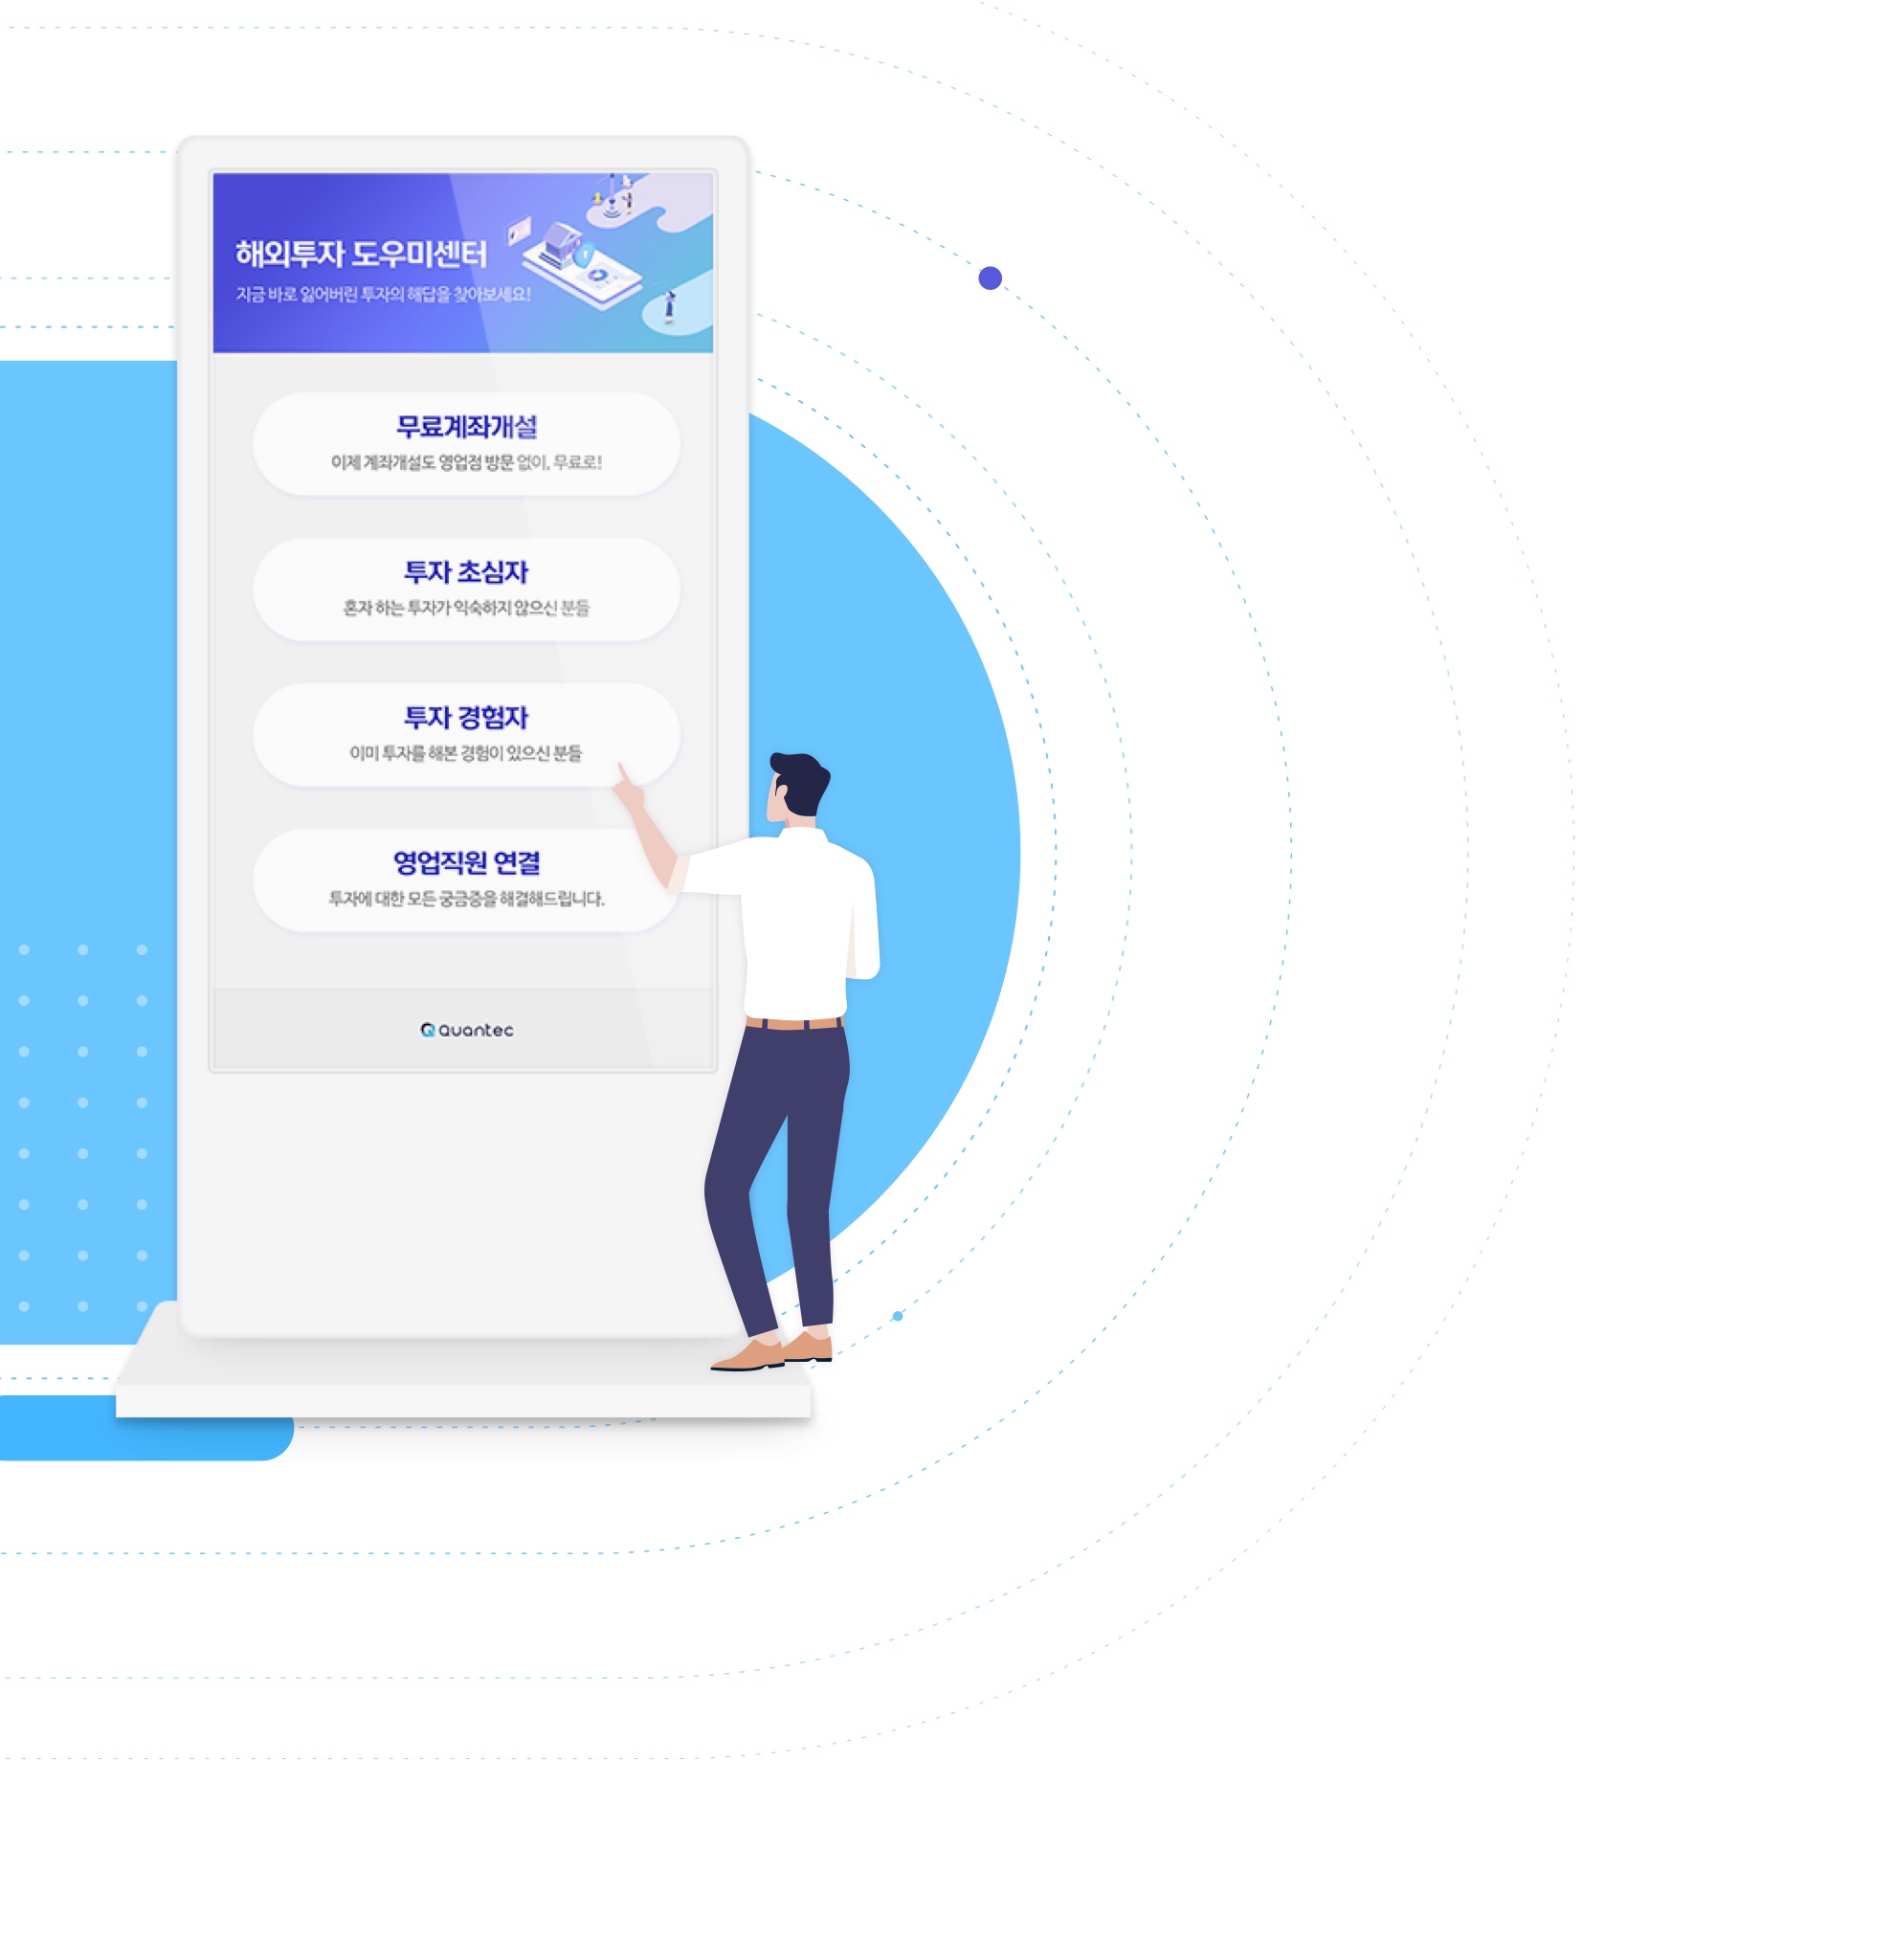 해외투자 도우미센터
지금 바로 잃어버린 투자의 해답을 찾아보세요!
무료계좌개설
이제 계좌개설도 영업점 방문 없이, 무료로!
투자 초심자
혼자 하는 투자가 익숙하지 않으신 분들
투자 경험자
이미 투자를 해본 경험이 있으신 분들
영업직원 연결
투자에 대한 모든 궁금증을 해결해드립니다.
Quantec